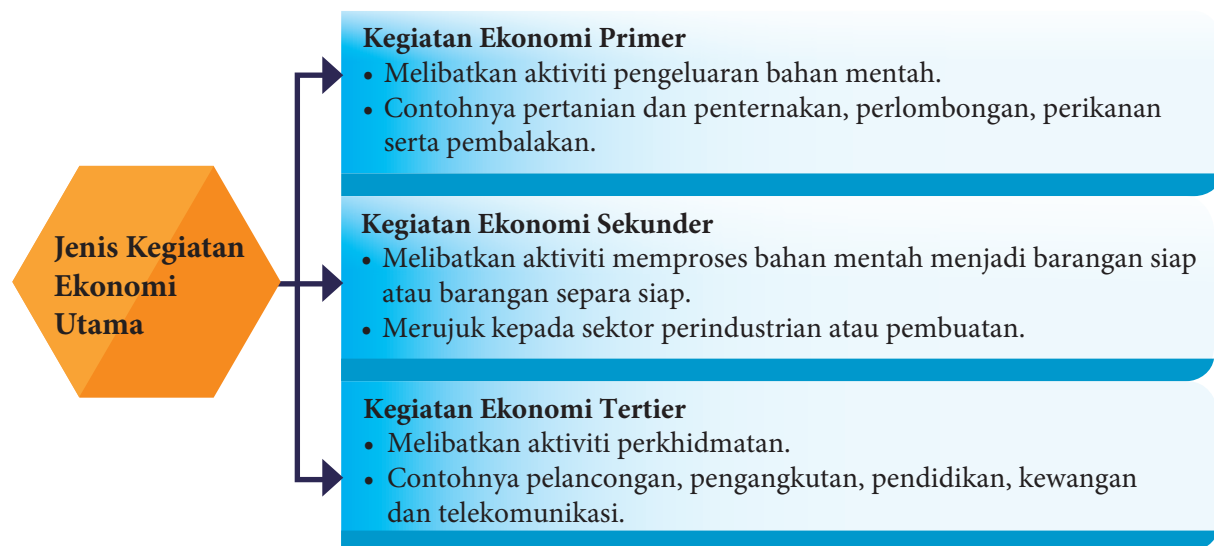 Jenis Kegiatan
Ekonomi
Utama
Kegiatan Ekonomi Primer
• Melibatkan aktiviti pengeluaran bahan mentah.
• Contohnya pertanian dan penternakan, perlombongan, perikanan
serta pembalakan.
Kegiatan Ekonomi Sekunder
• Melibatkan aktiviti memproses bahan mentah menjadi barangan siap
atau barangan separa siap.
• Merujuk kepada sektor perindustrian atau pembuatan.
Kegiatan Ekonomi Tertier
• Melibatkan aktiviti perkhidmatan.
• Contohnya pelancongan, pengangkutan, pendidikan, kewangan
dan telekomunikasi.